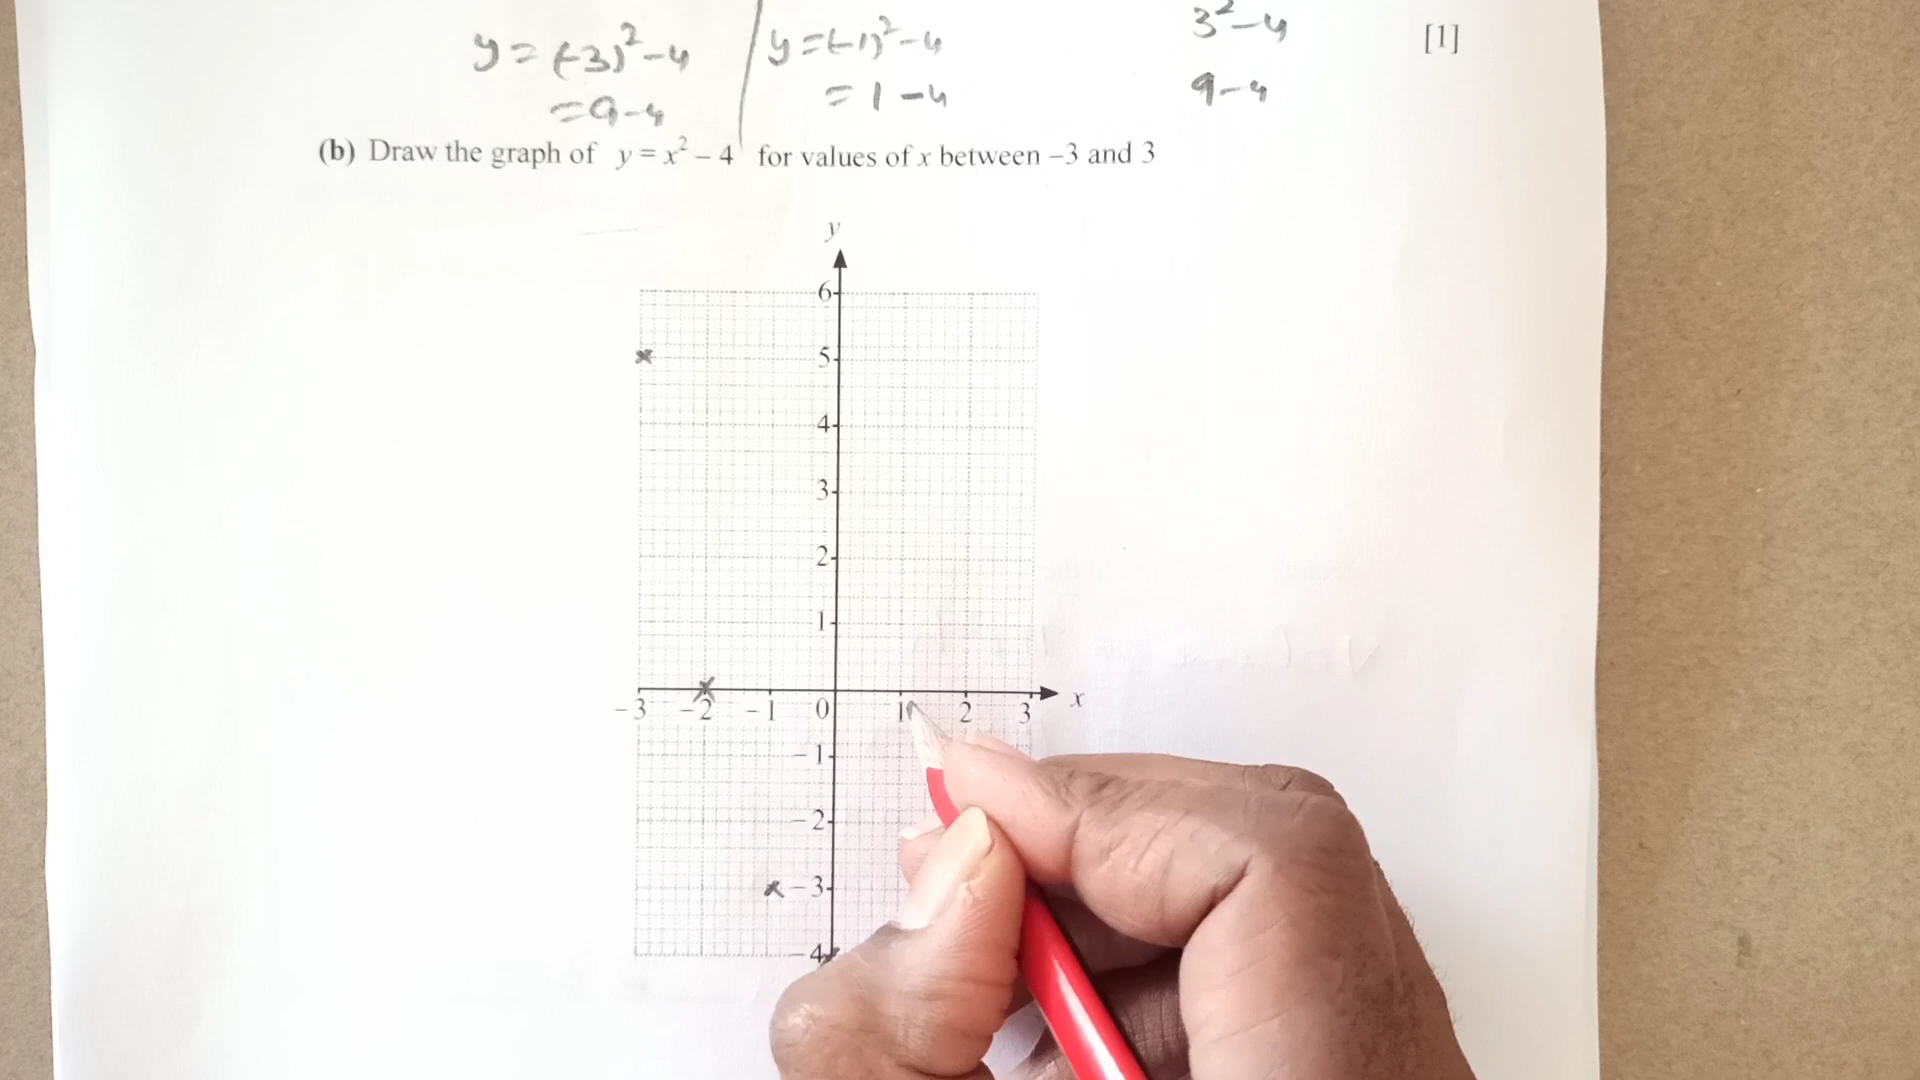 y = (-3)² - 4
y = (-1)² - 4
3² - 4
[1]
= 9 - 4
= 1 - 4
9 - 4
(b) Draw the graph of y = x² – 4 for values of x between –3 and 3
y
6
5
4
3
2
1
– 3 – 2 – 1 0 1 2 3 x
– 1
– 2
– 3
– 4